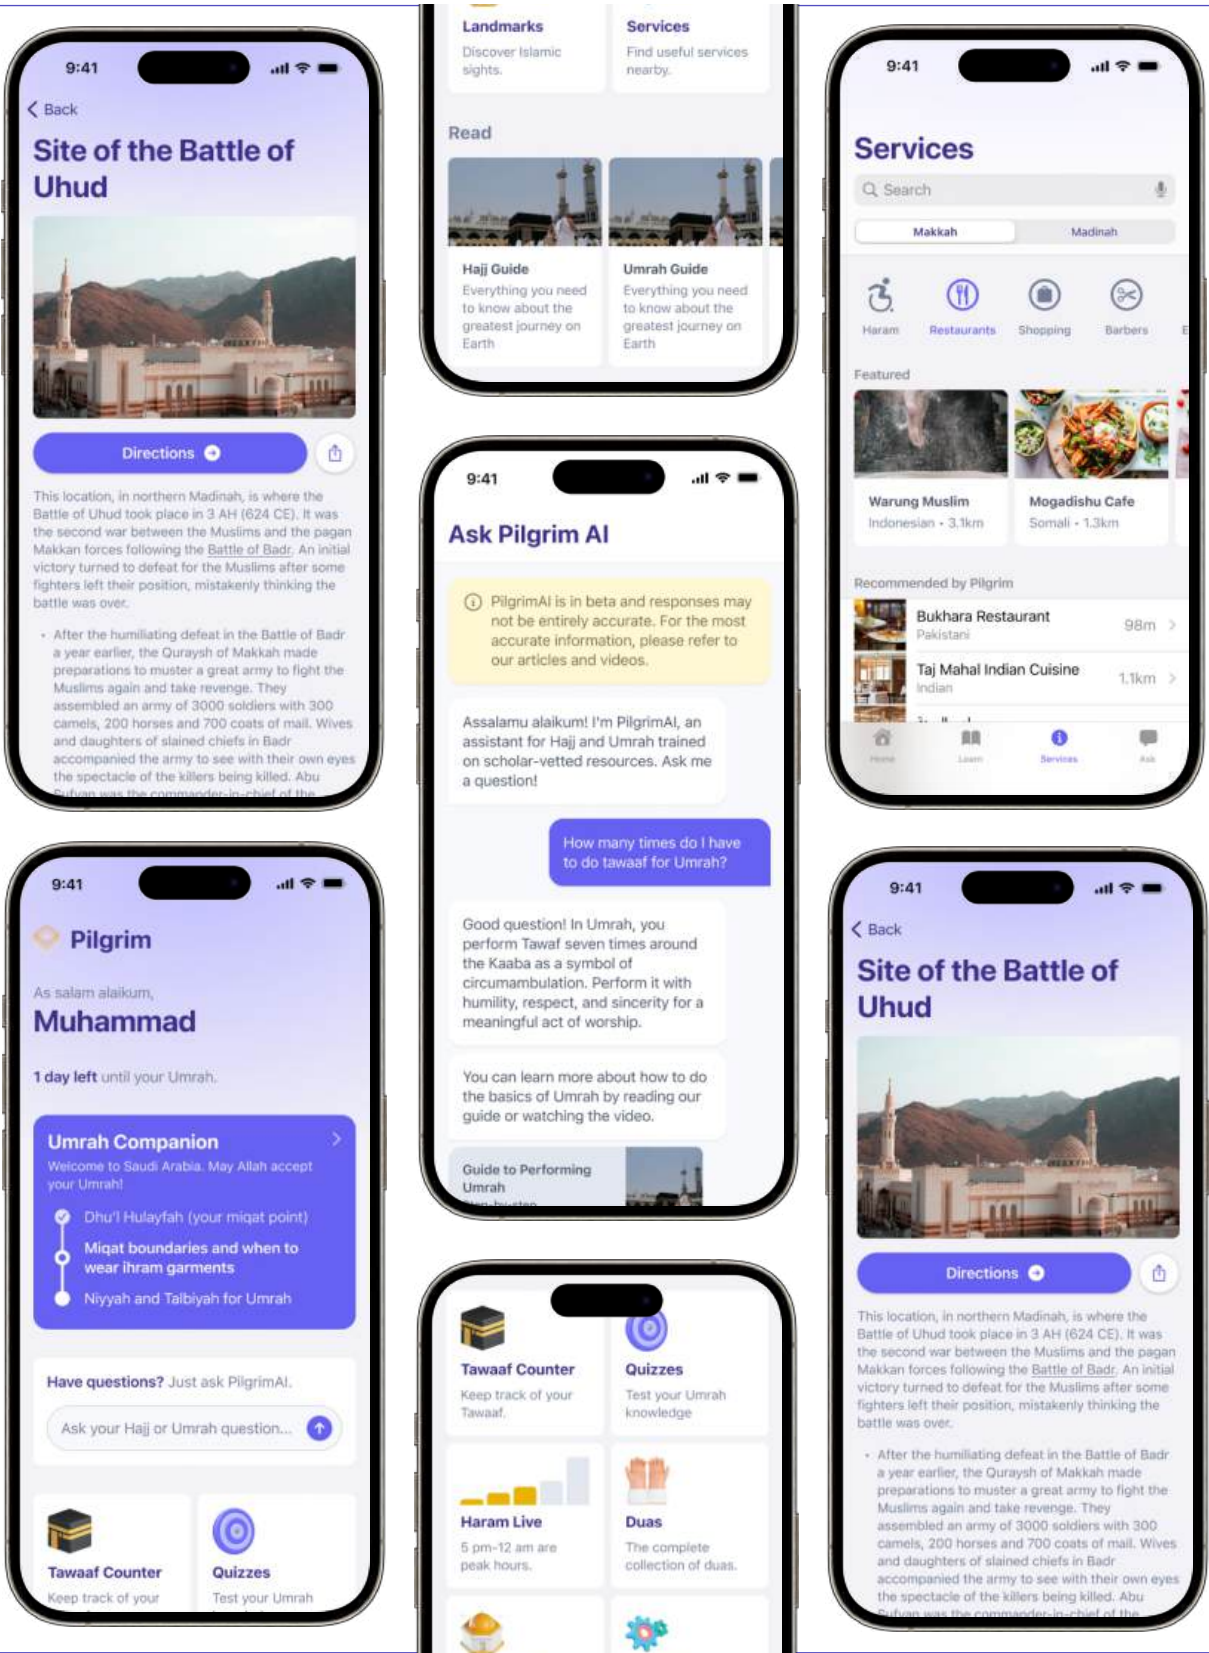 9:41
Back
Site of the Battle of
Uhud
Directions
This location, in northern Madinah, is where the
Battle of Uhud took place in 3 AH (624 CE). It was
the second war between the Muslims and the pagan
Makkan forces following the Battle of Badr. An initial
victory turned to defeat for the Muslims after some
fighters left their position, mistakenly thinking the
battle was over.
• After the humiliating defeat in the Battle of Badr
a year earlier, the Quraysh of Makkah made
preparations to muster a great army to fight the
Muslims again and take revenge. They
assembled an army of 3000 soldiers with 300
camels, 200 horses and 700 coats of mail. Wives
and daughters of slained chiefs in Badr
accompanied the army to see with their own eyes
the spectacle of the killers being killed. Abu
Sufyan was the commander-in-chief of the
9:41
Pilgrim
As salam alaikum,
Muhammad
1 day left until your Umrah.
Umrah Companion
Welcome to Saudi Arabia. May Allah accept
your Umrah!
Dhu'l Hulayfah (your miqat point)
Miqat boundaries and when to
wear ihram garments
Niyyah and Talbiyah for Umrah
Have questions? Just ask PilgrimAI.
Ask your Hajj or Umrah question...
Tawaaf Counter
Keep track of your
Quizzes
Test your Umrah
Landmarks
Discover Islamic
sights.
Services
Find useful services
nearby.
Read
Hajj Guide
Everything you need
to know about the
greatest journey on
Earth
Umrah Guide
Everything you need
to know about the
greatest journey on
Earth
9:41
Ask Pilgrim AI
PilgrimAI is in beta and responses may
not be entirely accurate. For the most
accurate information, please refer to
our articles and videos.
Assalamu alaikum! I'm PilgrimAI, an
assistant for Hajj and Umrah trained
on scholar-vetted resources. Ask me
a question!
How many times do I have
to do tawaaf for Umrah?
Good question! In Umrah, you
perform Tawaf seven times around
the Kaaba as a symbol of
circumambulation. Perform it with
humility, respect, and sincerity for a
meaningful act of worship.
You can learn more about how to do
the basics of Umrah by reading our
guide or watching the video.
Guide to Performing
Umrah
Step-by-step
Tawaaf Counter
Keep track of your
Tawaaf.
Quizzes
Test your Umrah
knowledge
Haram Live
5 pm-12 am are
peak hours.
Duas
The complete
collection of duas.
9:41
Services
Search
Makkah
Madinah
Haram
Restaurants
Shopping
Barbers
E
Featured
Warung Muslim
Indonesian • 3.1km
Mogadishu Cafe
Somali • 1.3km
Recommended by Pilgrim
Bukhara Restaurant
Pakistani
98m
Taj Mahal Indian Cuisine
Indian
1.1km
Home
Learn
Services
Ask
9:41
Back
Site of the Battle of
Uhud
Directions
This location, in northern Madinah, is where the
Battle of Uhud took place in 3 AH (624 CE). It was
the second war between the Muslims and the pagan
Makkan forces following the Battle of Badr. An initial
victory turned to defeat for the Muslims after some
fighters left their position, mistakenly thinking the
battle was over.
• After the humiliating defeat in the Battle of Badr
a year earlier, the Quraysh of Makkah made
preparations to muster a great army to fight the
Muslims again and take revenge. They
assembled an army of 3000 soldiers with 300
camels, 200 horses and 700 coats of mail. Wives
and daughters of slained chiefs in Badr
accompanied the army to see with their own eyes
the spectacle of the killers being killed. Abu
Sufyan was the commander-in-chief of the